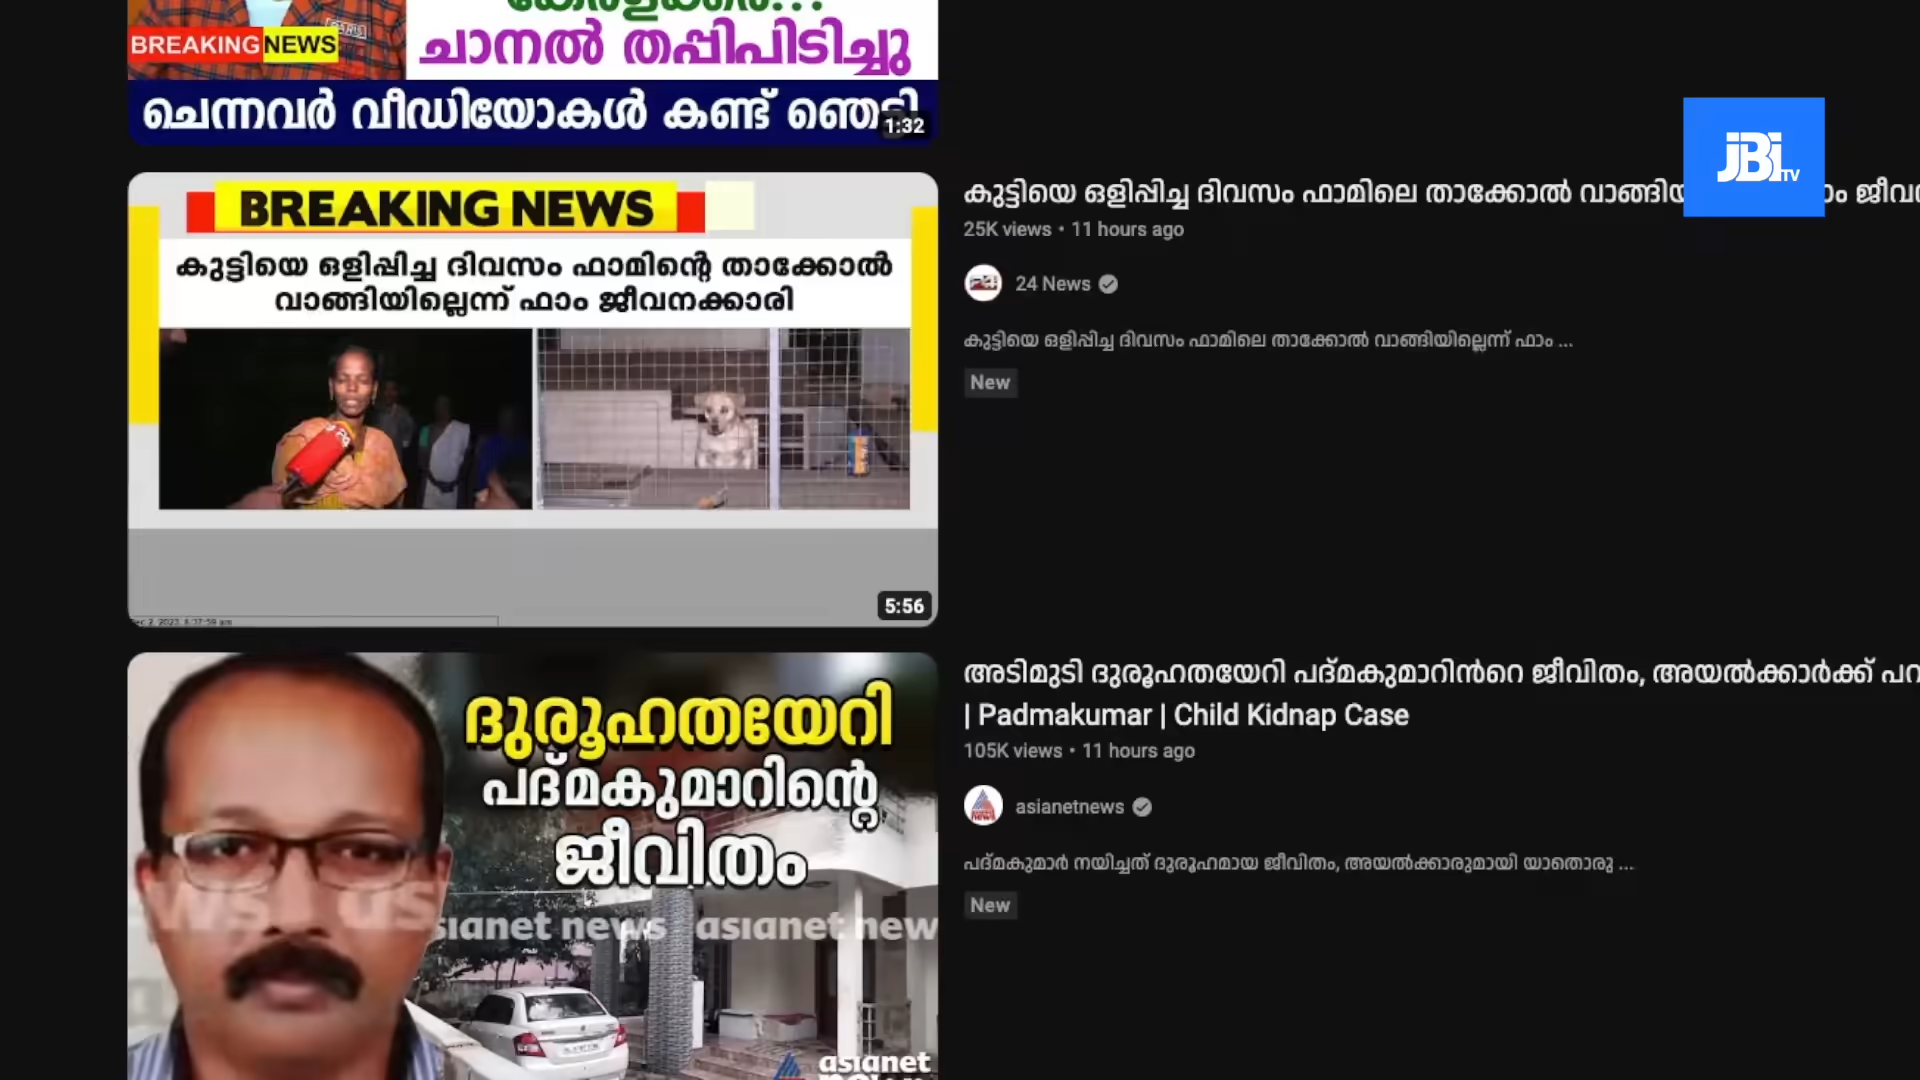 BREAKING NEWS
ചാനൽ തപ്പിപിടിച്ചു
ചെന്നവർ വീഡിയോകൾ കണ്ട്
1:32
JBi TV
BREAKING NEWS
കുട്ടിയെ ഒളിപ്പിച്ച ദിവസം ഫാമിന്റെ താക്കോൽ
വാങ്ങിയില്ലെന്ന് ഫാം ജീവനക്കാരി
5:56
കുട്ടിയെ ഒളിപ്പിച്ച ദിവസം ഫാമിലെ താക്കോൽ
25K views • 11 hours ago
24 News
കുട്ടിയെ ഒളിപ്പിച്ച ദിവസം ഫാമിലെ താക്കോൽ വാങ്ങിയില്ലെന്ന് ഫാം ...
New
ദുരൂഹതയേറി
പദ്മകുമാറിന്റെ
ജീവിതം
asianet news asianet new
asianet
അടിമുടി ദുരൂഹതയേറി പദ്മകുമാറിൻറെ ജീവിതം, അയൽക്കാർക്ക്
| Padmakumar | Child Kidnap Case
105K views • 11 hours ago
asianetnews
പദ്മകുമാർ നയിച്ചത് ദുരൂഹമായ ജീവിതം, അയൽക്കാരുമായി യാതൊരു ...
New